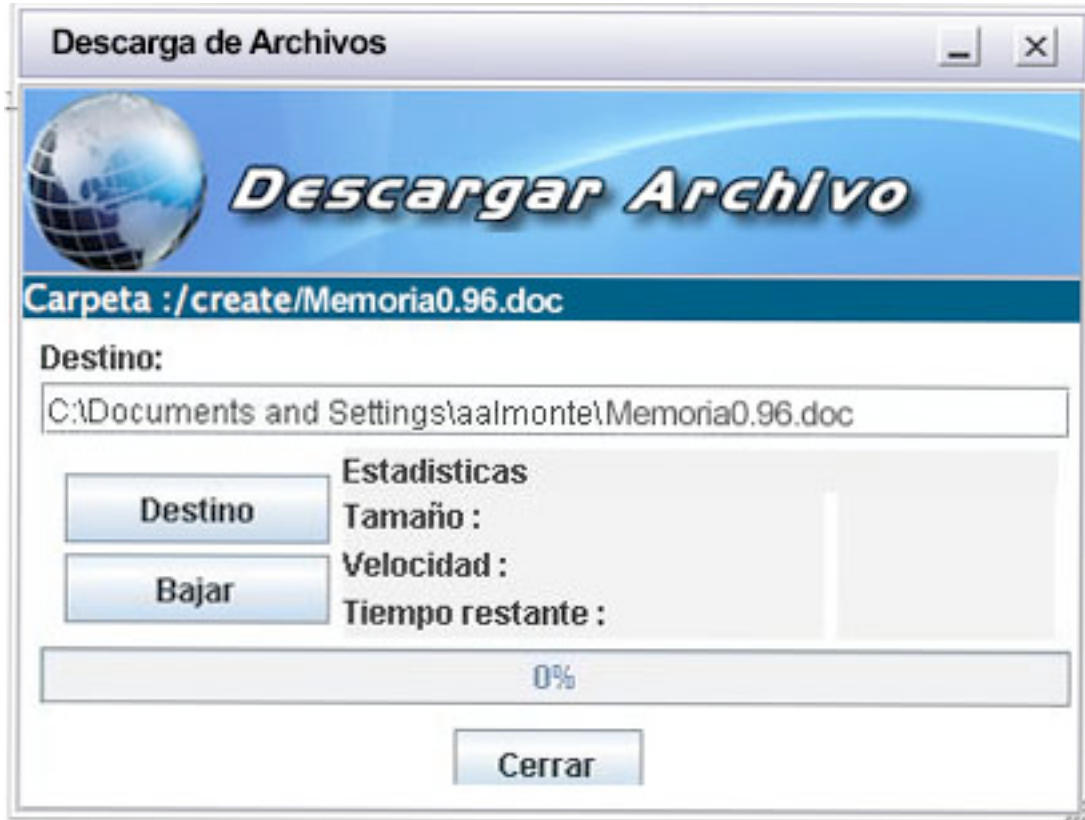 Descarga de Archivos
Descargar Archivo
Carpeta :/create/Memoria0.96.doc
Destino:
C:\Documents and Settings\aalmonte\Memoria0.96.doc
Destino
Bajar
Estadisticas
Tamaño :
Velocidad :
Tiempo restante :
0%
Cerrar